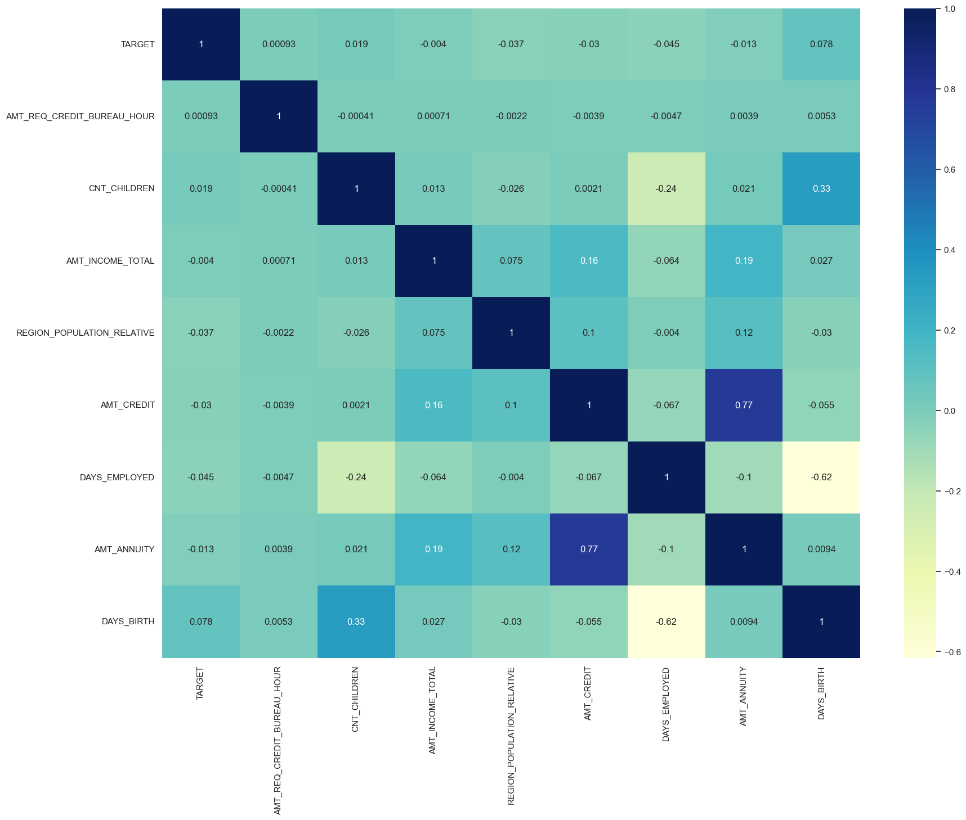 TARGET 1 0.00093 0.019 -0.004 -0.037 -0.03 -0.045 -0.013 0.078
AMT_REQ_CREDIT_BUREAU_HOUR 0.00093 1 -0.00041 0.00071 -0.0022 -0.0039 -0.0047 0.0039 0.0053
CNT_CHILDREN 0.019 -0.00041 1 0.013 -0.026 0.0021 -0.24 0.021 0.33
AMT_INCOME_TOTAL -0.004 0.00071 0.013 1 0.075 0.16 -0.064 0.19 0.027
REGION_POPULATION_RELATIVE -0.037 -0.0022 -0.026 0.075 1 0.1 -0.004 0.12 -0.03
AMT_CREDIT -0.03 -0.0039 0.0021 0.16 0.1 1 -0.067 0.77 -0.055
DAYS_EMPLOYED -0.045 -0.0047 -0.24 -0.064 -0.004 -0.067 1 -0.1 -0.62
AMT_ANNUITY -0.013 0.0039 0.021 0.19 0.12 0.77 -0.1 1 0.0094
DAYS_BIRTH 0.078 0.0053 0.33 0.027 -0.03 -0.055 -0.62 0.0094 1
TARGET
AMT_REQ_CREDIT_BUREAU_HOUR
CNT_CHILDREN
AMT_INCOME_TOTAL
REGION_POPULATION_RELATIVE
AMT_CREDIT
DAYS_EMPLOYED
AMT_ANNUITY
DAYS_BIRTH
1.0
0.8
0.6
0.4
0.2
0.0
−0.2
−0.4
−0.6